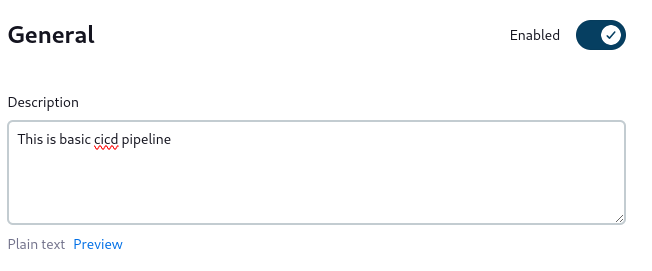 General
Enabled
Description
This is basic cicd pipeline
Plain text Preview